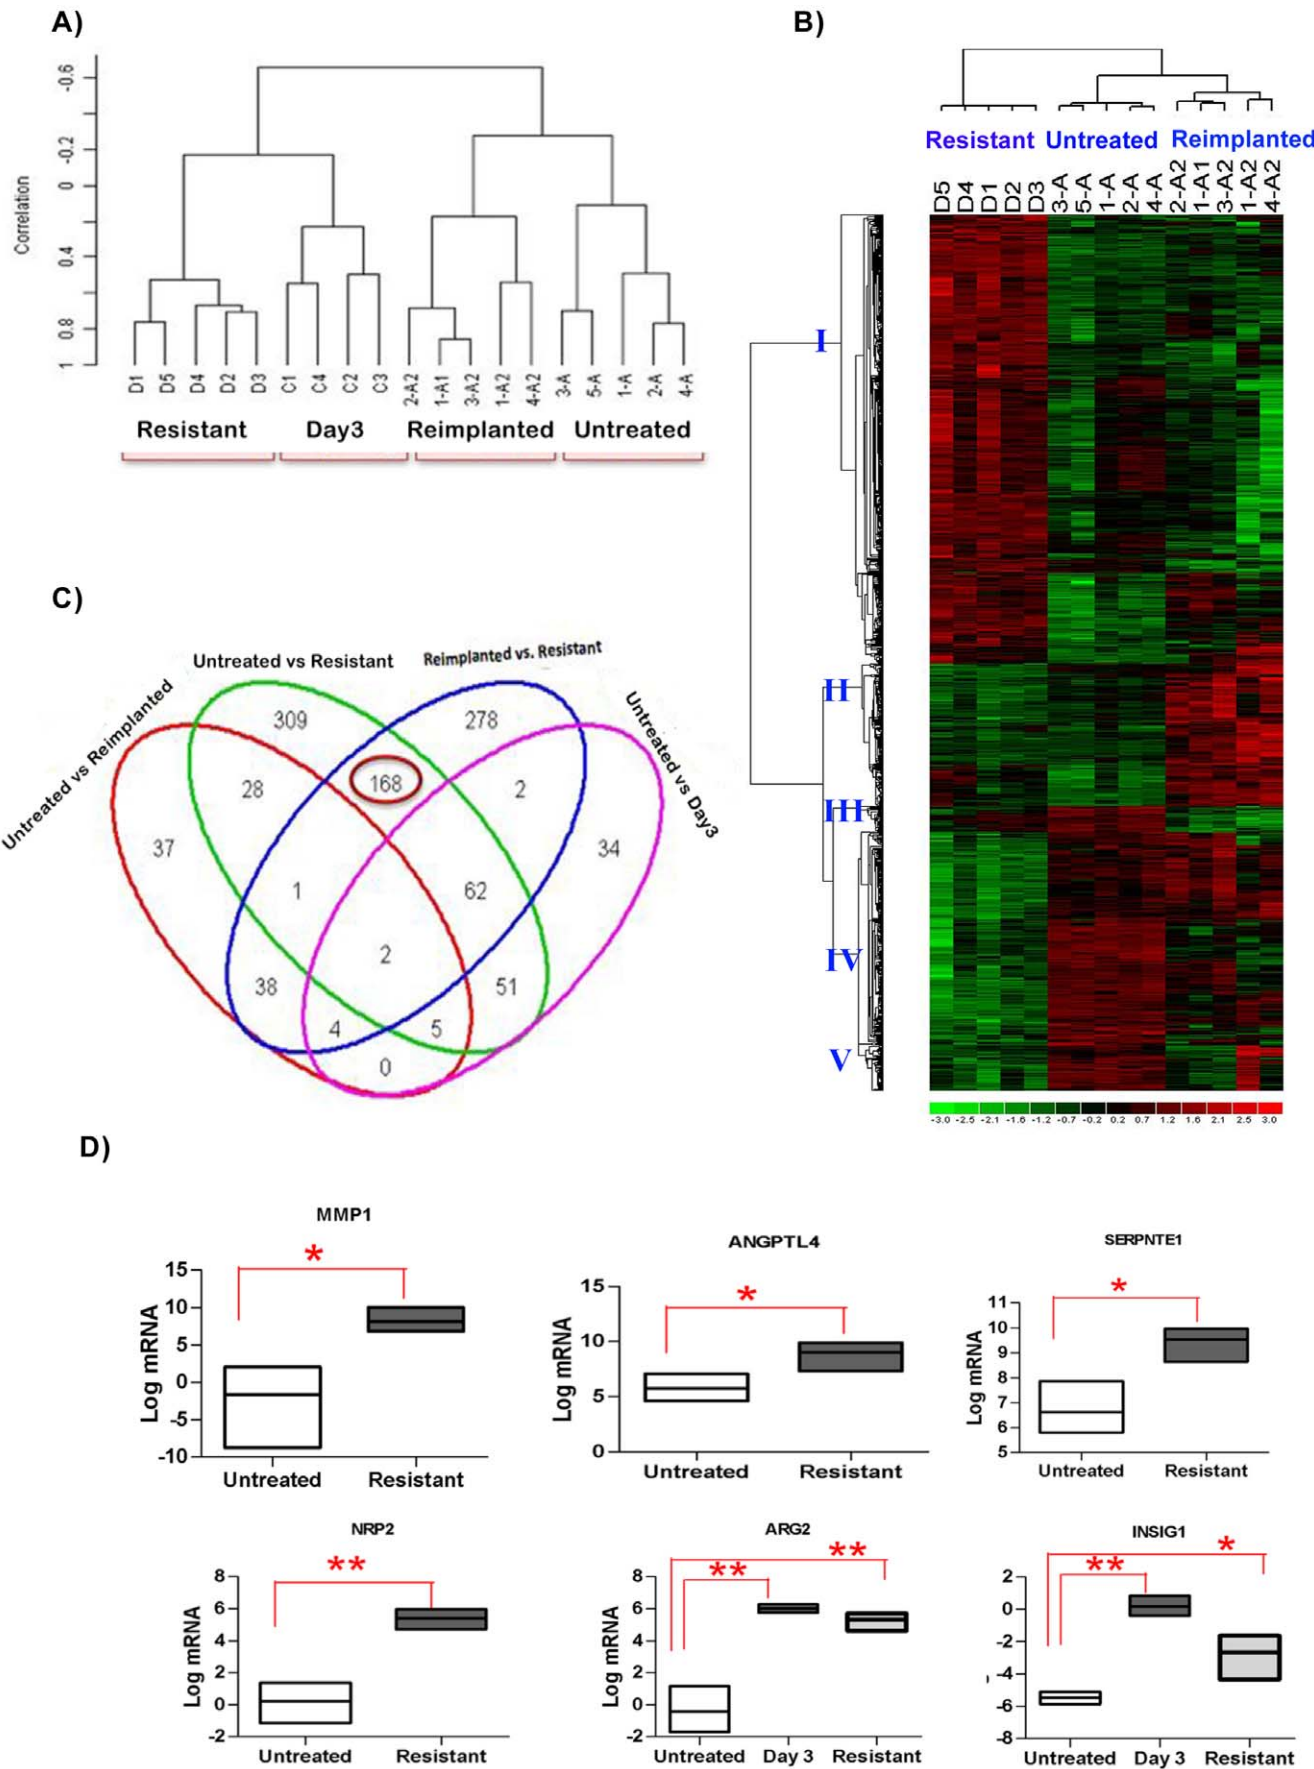 A)
-0.6
-0.2
0
0.4
0.8
1
Correlation
D1 D5 D4 D2 D3 C1 C4 C2 C3 2-A2 1-A1 3-A2 1-A2 4-A2 3-A 5-A 1-A 2-A 4-A
Resistant Day3 Reimplanted Untreated
B)
Resistant Untreated Reimplanted
D5 D4 D1 D2 D3 3-A 5-A 1-A 2-A 4-A 2-A2 1-A1 3-A2 1-A2 4-A2
I
II
III
IV
V
-3.0 -2.5 -2.1 -1.6 -1.2 -0.7 -0.2 0.2 0.7 1.2 1.6 2.1 2.5 3.0
C)
Untreated vs Reimplanted
Untreated vs Resistant
Reimplanted vs. Resistant
Untreated vs Day3
309 278
28 168 2
37 34
1 62
2
38 51
4 5
0
D)
MMP1
*
Log mRNA
15
10
5
0
-5
-10
Untreated Resistant
ANGPTL4
*
Log mRNA
15
10
5
0
Untreated Resistant
SERPNTE1
*
Log mRNA
11
10
9
8
7
6
5
Untreated Resistant
NRP2
**
Log mRNA
8
6
4
2
0
-2
Untreated Resistant
ARG2
**
**
Log mRNA
8
6
4
2
0
-2
Untreated Day 3 Resistant
INSIG1
*
**
2
0
-2
-4
-6
-8
Untreated Day 3 Resistant